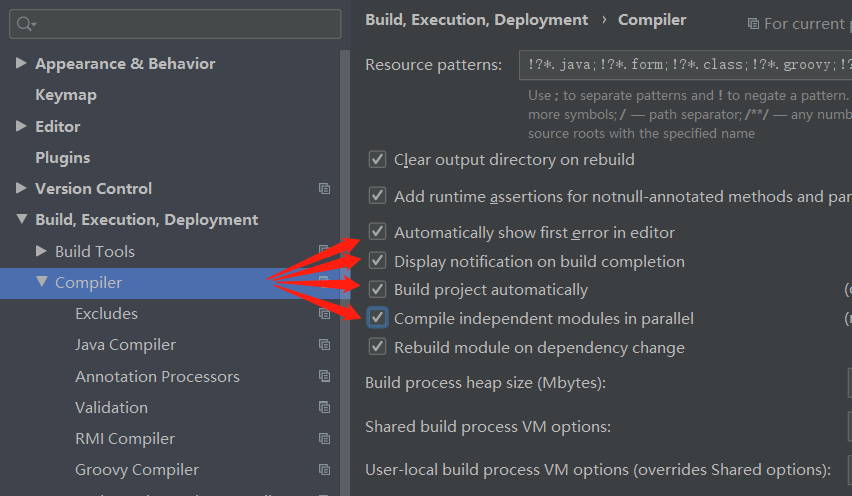 Appearance & Behavior
Keymap
Editor
Plugins
Version Control
Build, Execution, Deployment
Build Tools
Compiler
Excludes
Java Compiler
Annotation Processors
Validation
RMI Compiler
Groovy Compiler
Build, Execution, Deployment › Compiler
For current
Resource patterns: !?*.java;!?*.form;!?*.class;!?*.groovy;!?
Use ; to separate patterns and ! to negate a pattern.
more symbols; / — path separator; /**/ — any numb
source roots with the specified name
Clear output directory on rebuild
Add runtime assertions for notnull-annotated methods and par
Automatically show first error in editor
Display notification on build completion
Build project automatically
Compile independent modules in parallel
Rebuild module on dependency change
Build process heap size (Mbytes):
Shared build process VM options:
User-local build process VM options (overrides Shared options):